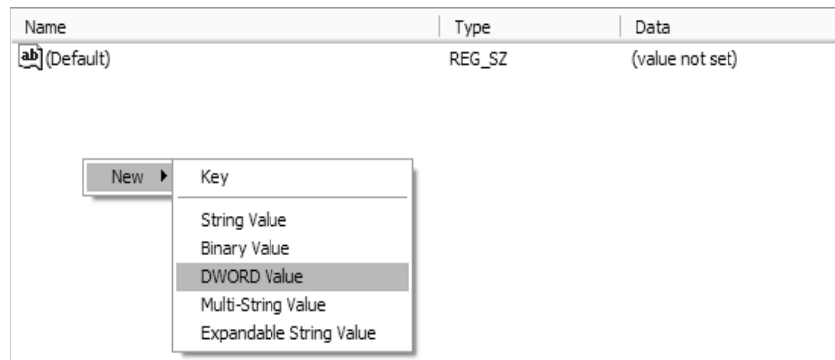 Name Type Data
ab (Default) REG_SZ (value not set)
New Key
String Value
Binary Value
DWORD Value
Multi-String Value
Expandable String Value